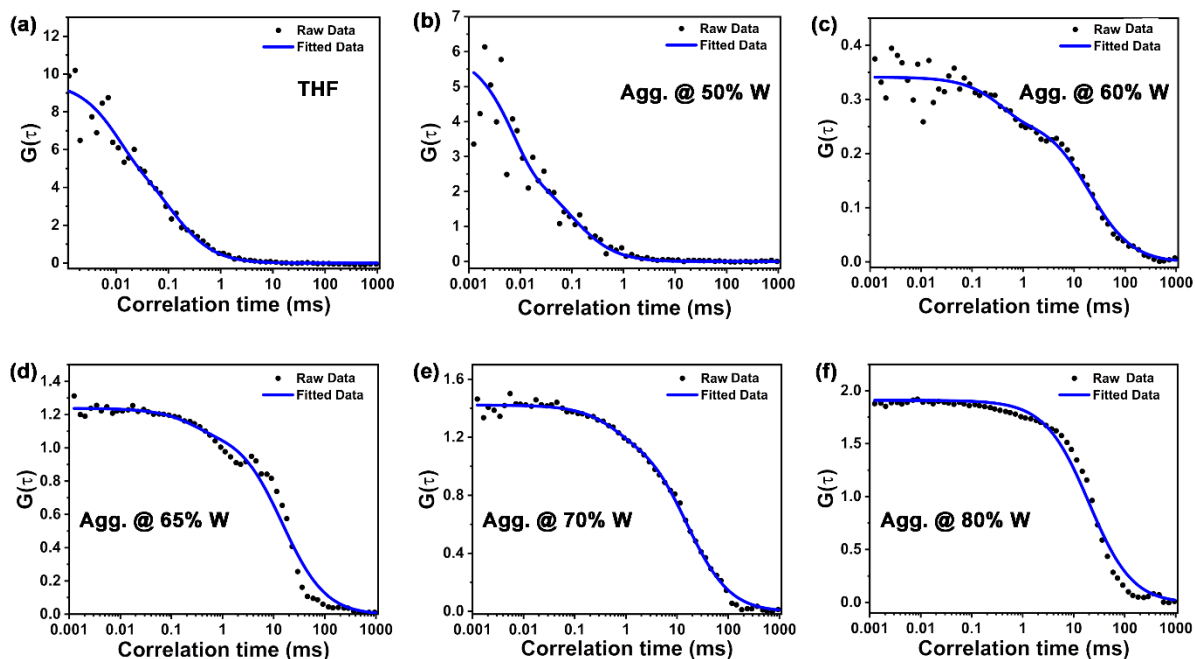 (a)
Raw Data
Fitted Data
THF
G(τ)
12
10
8
6
4
2
0
0.01 0.1 1 10 100 1000
Correlation time (ms)
(b)
Raw Data
Fitted Data
Agg. @ 50% W
G(τ)
7
6
5
4
3
2
1
0
0.001 0.01 0.1 1 10 100 1000
Correlation time (ms)
(c)
Raw Data
Fitted Data
Agg. @ 60% W
G(τ)
0.4
0.3
0.2
0.1
0.0
0.001 0.01 0.1 1 10 100 1000
Correlation time (ms)
(d)
Raw Data
Fitted Data
Agg. @ 65% W
G(τ)
1.4
1.2
1.0
0.8
0.6
0.4
0.2
0.0
0.001 0.01 0.1 1 10 100 1000
Correlation time (ms)
(e)
Raw Data
Fitted Data
Agg. @ 70% W
G(τ)
1.6
1.2
0.8
0.4
0.0
0.001 0.01 0.1 1 10 100 1000
Correlation time (ms)
(f)
Raw Data
Fitted Data
Agg. @ 80% W
G(τ)
2.0
1.5
1.0
0.5
0.0
0.001 0.01 0.1 1 10 100 1000
Correlation time (ms)